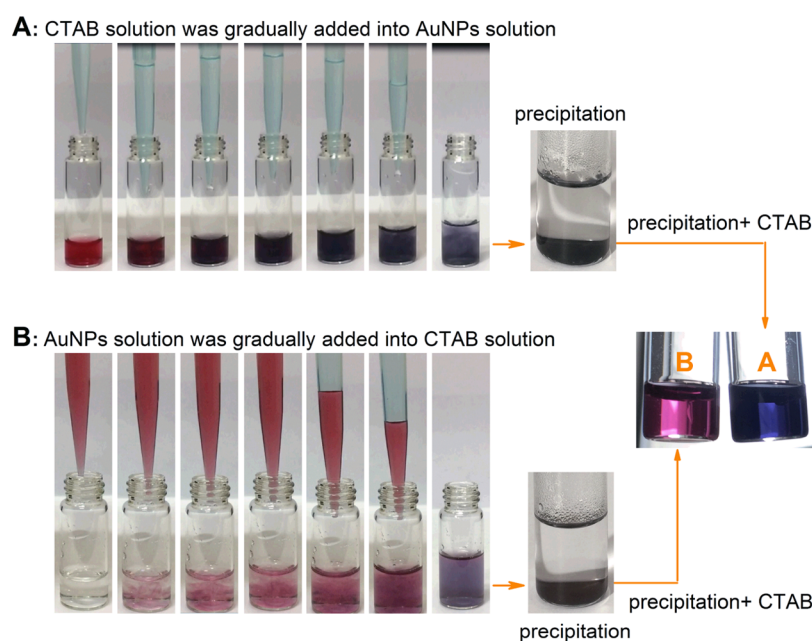 A: CTAB solution was gradually added into AuNPs solution
precipitation
precipitation+ CTAB
B: AuNPs solution was gradually added into CTAB solution
B
A
precipitation+ CTAB
precipitation